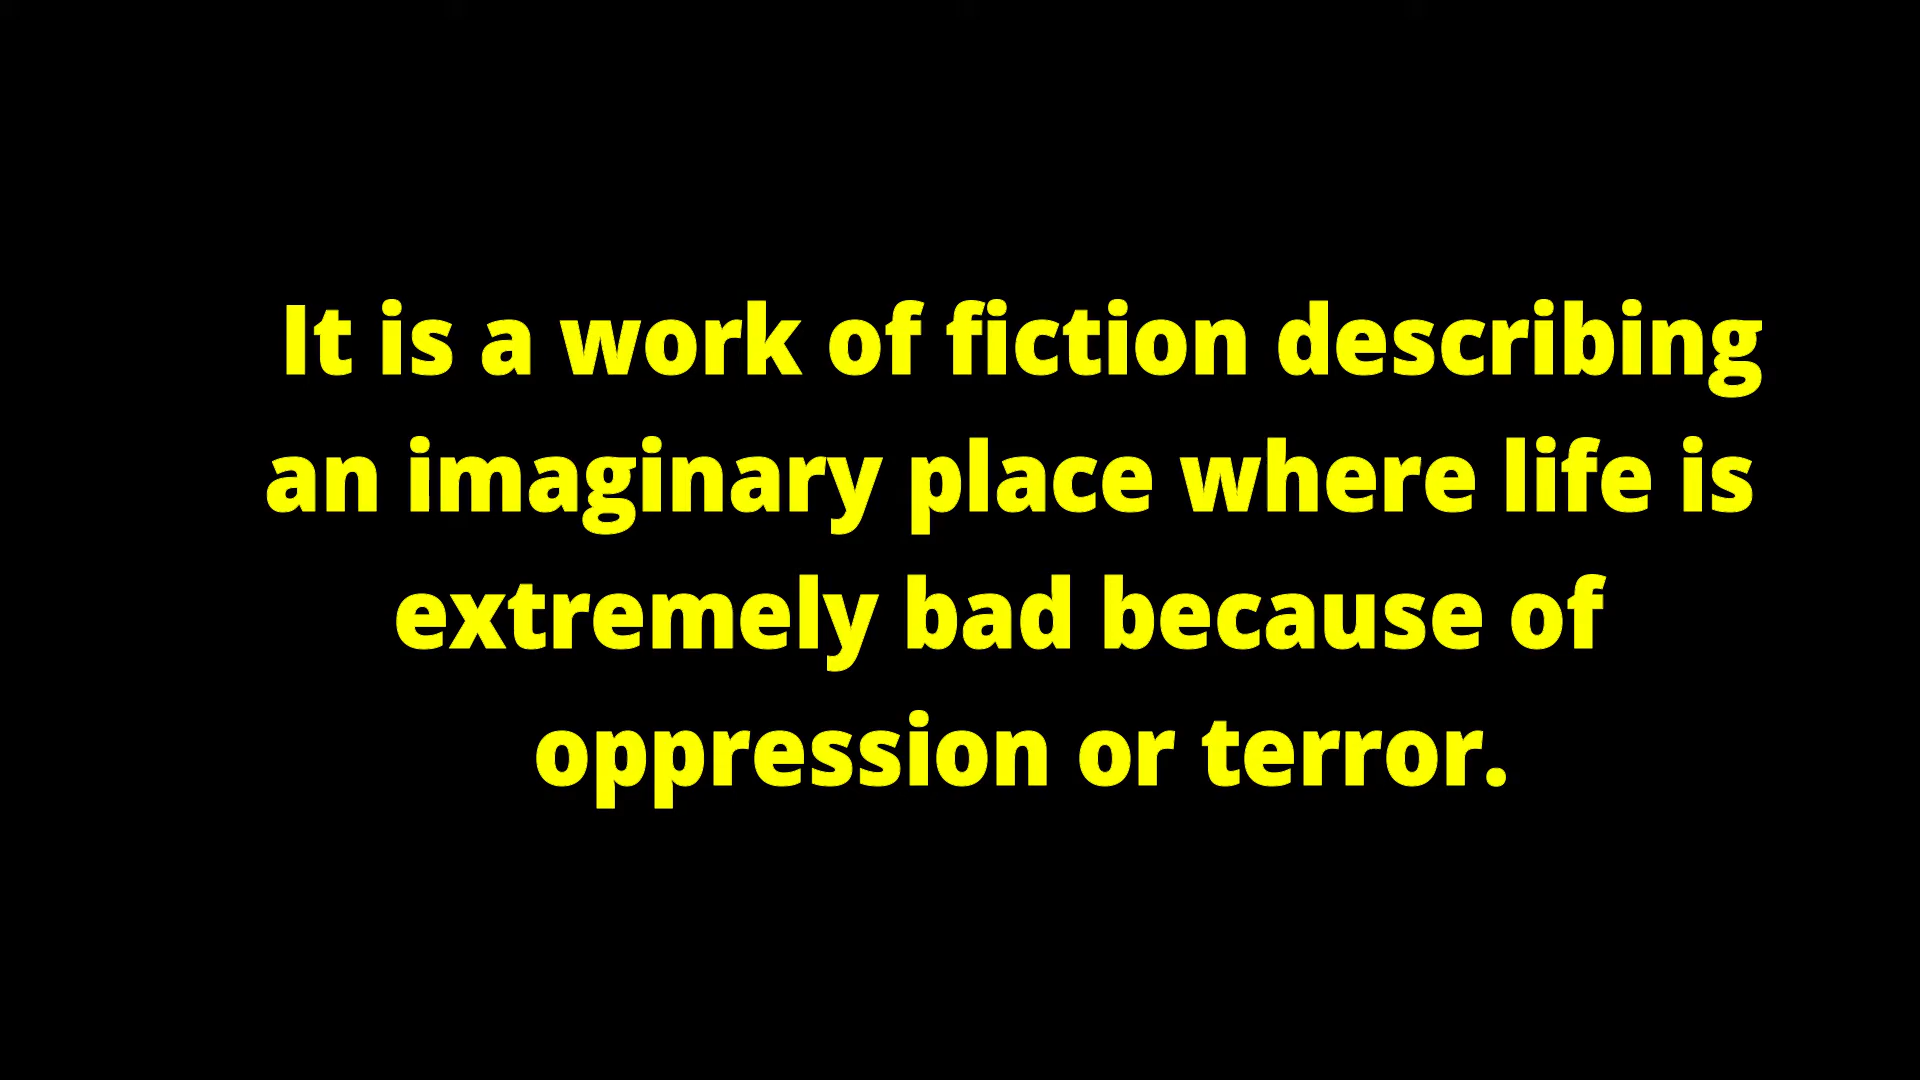 It is a work of fiction describing
an imaginary place where life is
extremely bad because of
oppression or terror.